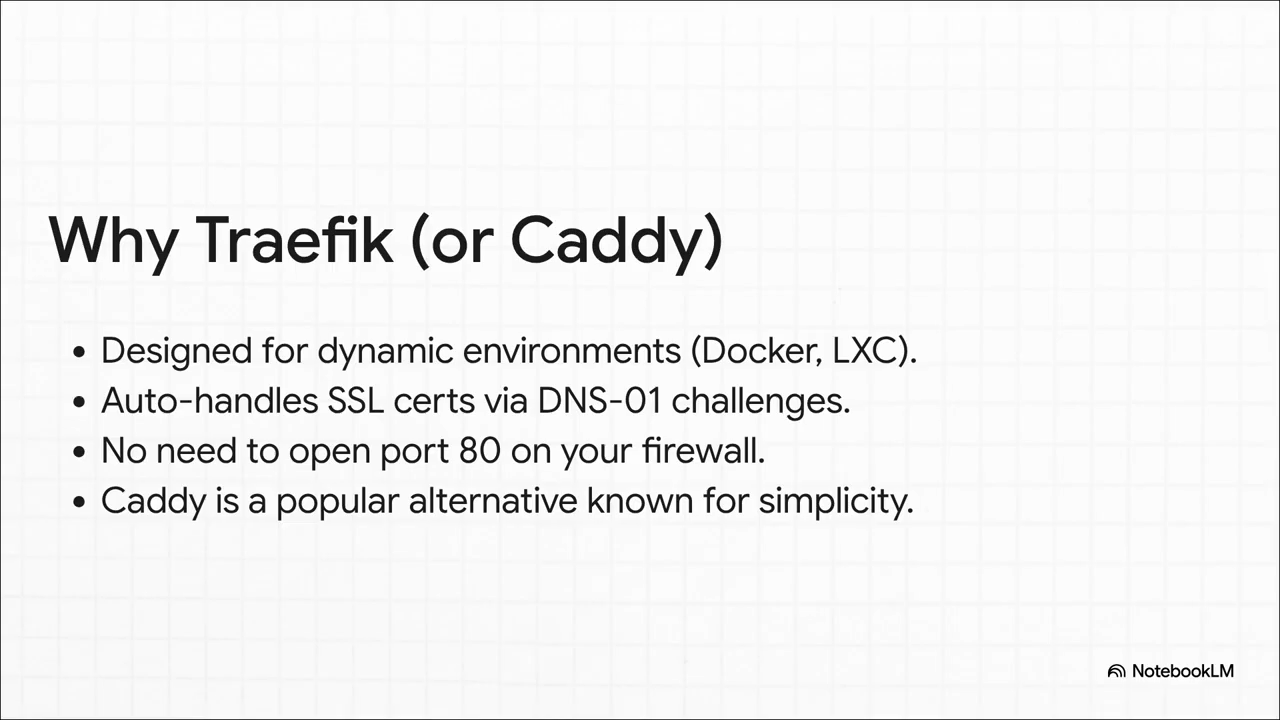 Why Traefik (or Caddy)
• Designed for dynamic environments (Docker, LXC).
• Auto-handles SSL certs via DNS-01 challenges.
• No need to open port 80 on your firewall.
• Caddy is a popular alternative known for simplicity.
NotebookLM